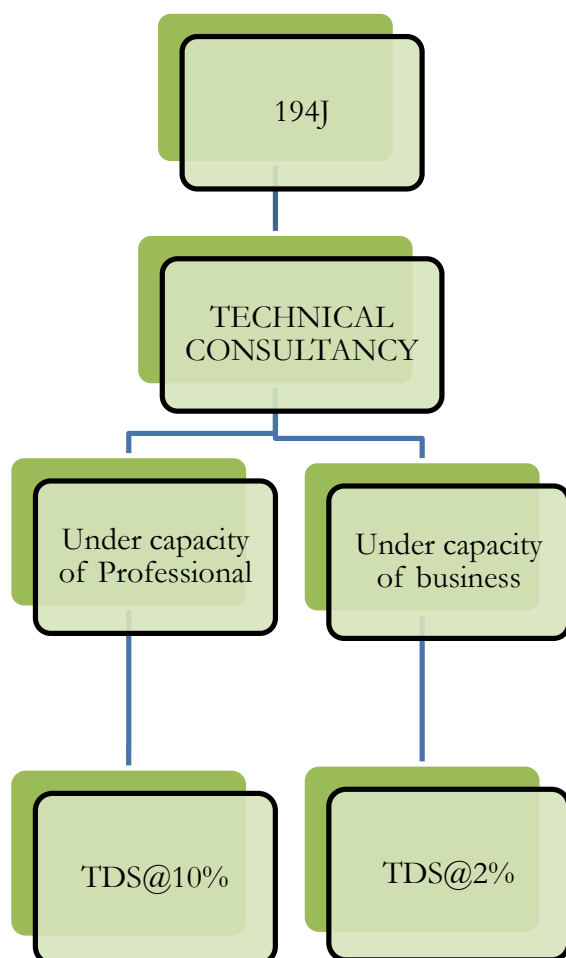 194J
TECHNICAL
CONSULTANCY
Under capacity
of Professional
Under capacity
of business
TDS@10%
TDS@2%